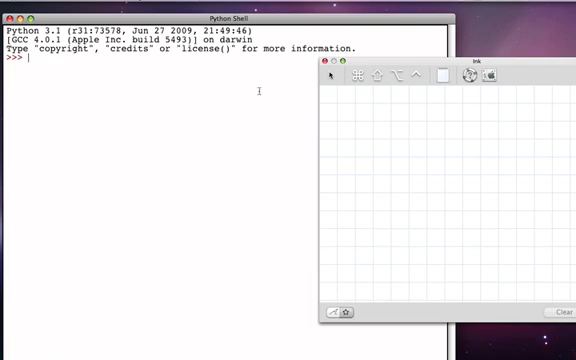 Python Shell
Python 3.1 (r31:73578, Jun 27 2009, 21:49:46)
[GCC 4.0.1 (Apple Inc. build 5493)] on darwin
Type "copyright", "credits" or "license()" for more information.
>>>
Ink
Clear